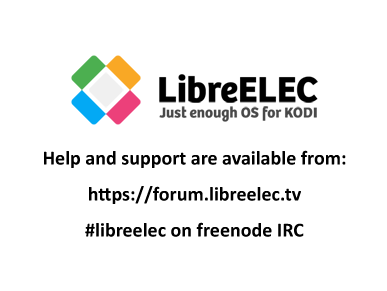 LibreELEC
Just enough OS for KODI
Help and support are available from:
https://forum.libreelec.tv
#libreelec on freenode IRC